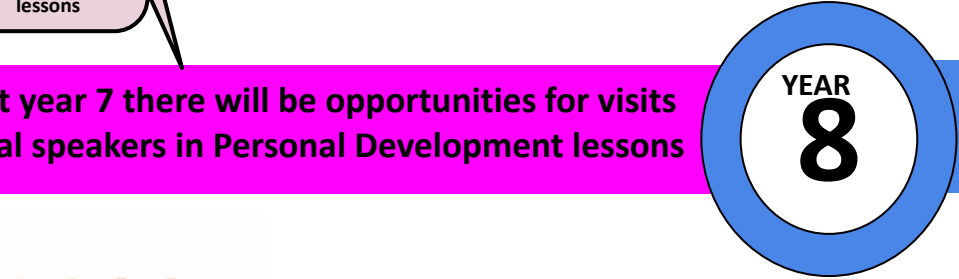 lessons
t year 7 there will be opportunities for visits
al speakers in Personal Development lessons
YEAR
8